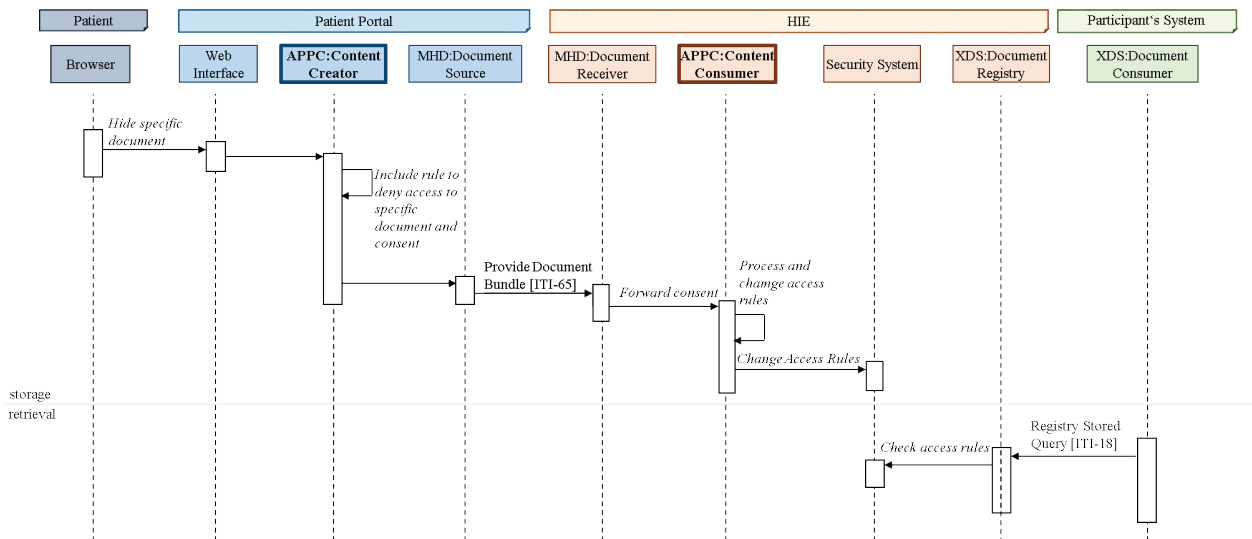 Patient
Patient Portal
HIE
Participant's System
Browser
Web
Interface
APPC:Content
Creator
MHD:Document
Source
MHD:Document
Receiver
APPC:Content
Consumer
Security System
XDS:Document
Registry
XDS:Document
Consumer
Hide specific
document
Include rule to
deny access to
specific
document and
consent
Provide Document
Bundle [ITI-65]
Forward consent
Process and
chamge access
rules
Change Access Rules
storage
retrieval
Registry Stored
Query [ITI-18]
Check access rules